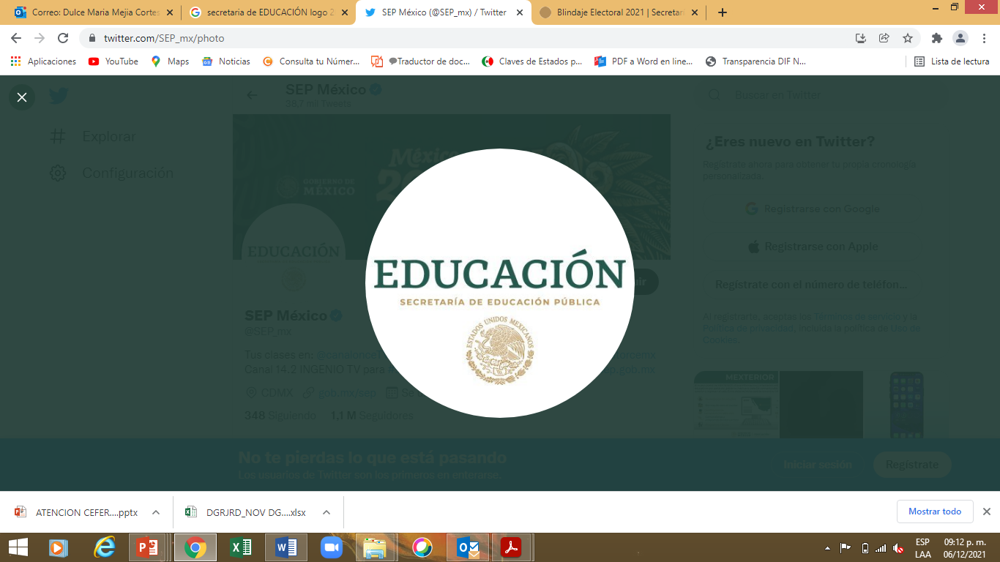 Correo: Dulce Maria Mejia Cortes
secretaria de EDUCACIÓN logo 2
SEP México (@SEP_mx) / Twitter
Blindaje Electoral 2021 | Secretar
twitter.com/SEP_mx/photo
Aplicaciones
YouTube
Maps
Noticias
Consulta tu Númer...
Traductor de doc...
Claves de Estados p...
PDF a Word en line...
Transparencia DIF N...
Lista de lectura
SEP México
38,7 mil Tweets
Buscar en Twitter
Explorar
Configuración
¿Eres nuevo en Twitter?
Regístrate ahora para obtener tu propia cronología
personalizada.
México
GOBIERNO DE
MÉXICO
Registrarse con Google
Registrarse con Apple
Regístrate con el número de teléfon...
EDUCACIÓN
EDUCACIÓN
SECRETARÍA DE EDUCACIÓN PÚBLICA
ESTADOS UNIDOS MEXICANOS
SEP México
@SEP_mx
Al registrarte, aceptas los Términos de servicio y la
Política de privacidad, incluida la política de Uso de
Cookies.
Tus clases en:
Canal 14.2 INGENIO TV para
CDMX
gob.mx/sep
348 Siguiendo
1,1 M Seguidores
MEXTERIOR
No te pierdas lo que está pasando
Los usuarios de Twitter son los primeros en enterarse.
Iniciar sesión
Regístrate
ATENCION CEFER....pptx
DGRJRD_NOV DG....xlsx
Mostrar todo
ESP
LAA
09:12 p. m.
06/12/2021